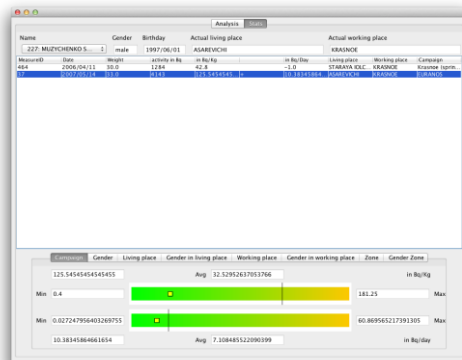 Analysis Stats
Name Gender Birthday Actual living place Actual working place
227: MUZYCHENKO S... male 1997/06/01 ASAREVICHI KRASNOE
MeasureID Date Weight activity in Bq in Bq/Kg in Bq/Day Living place Working place Campaign
464 2006/04/11 30.0 1284 42.8 -1.0 STARAYA IOLC... KRASNOE Krasnoe (sprin...
37 2007/05/14 33.0 4143 125.5454545... 10.38345864... ASAREVICHI KRASNOE EURANOS
Campaign Gender Living place Gender in living place Working place Gender in working place Zone Gender Zone
125.54545454545455 Avg 32.52952637053766 in Bq/Kg
Min 0.4 181.25 Max
Min 0.027247956403269755 60.869565217391305 Max
10.38345864661654 Avg 7.108485522090399 in Bq/day